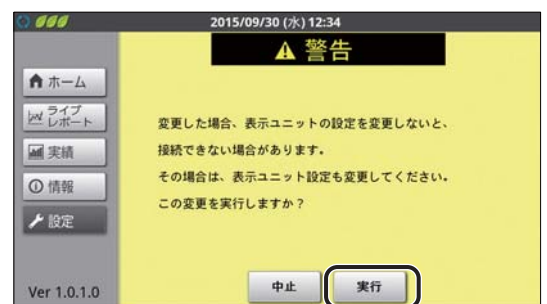 2015/09/30 (水) 12:34
警告
ホーム
ライブ
レポート
実績
情報
設定
変更した場合、表示ユニットの設定を変更しないと、
接続できない場合があります。
その場合は、表示ユニット設定も変更してください。
この変更を実行しますか？
中止
実行
Ver 1.0.1.0